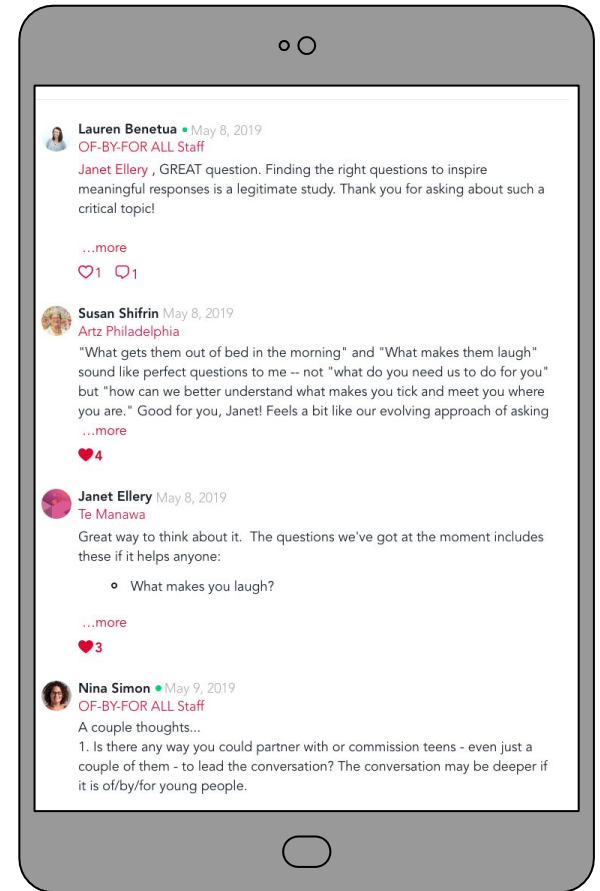 Lauren Benetua • May 8, 2019
OF-BY-FOR ALL Staff
Janet Ellery , GREAT question. Finding the right questions to inspire
meaningful responses is a legitimate study. Thank you for asking about such a
critical topic!
...more
1 1
Susan Shifrin May 8, 2019
Artz Philadelphia
"What gets them out of bed in the morning" and "What makes them laugh"
sound like perfect questions to me -- not "what do you need us to do for you"
but "how can we better understand what makes you tick and meet you where
you are." Good for you, Janet! Feels a bit like our evolving approach of asking
...more
4
Janet Ellery May 8, 2019
Te Manawa
Great way to think about it.  The questions we've got at the moment includes
these if it helps anyone:
What makes you laugh?
...more
3
Nina Simon • May 9, 2019
OF-BY-FOR ALL Staff
A couple thoughts...
1. Is there any way you could partner with or commission teens - even just a
couple of them - to lead the conversation? The conversation may be deeper if
it is of/by/for young people.